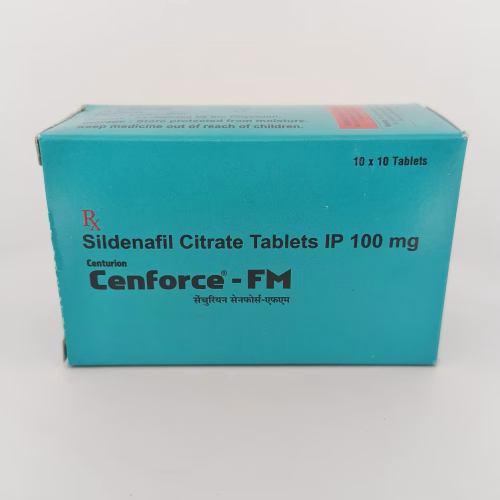 Store protected from moisture.
Keep medicine out of reach of children.
10 x 10 Tablets
Rx
Sildenafil Citrate Tablets IP 100 mg
Centurion
Cenforce® - FM
सेंचुरियन सेनफोर्स-एफएम